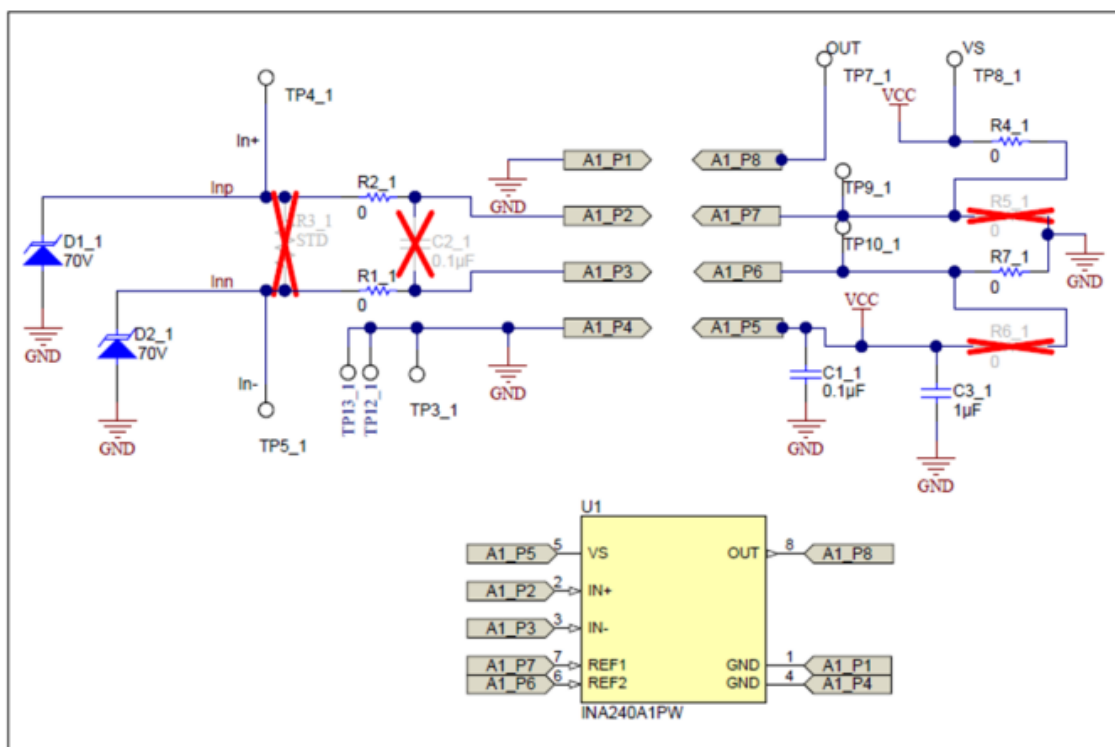 OUT
VS
TP4_1
TP7_1
TP8_1
VCC
In+
R4_1
0
A1_P1
A1_P8
Inp
R2_1
0
GND
TP9_1
R3_1
STD
A1_P2
A1_P7
R5_1
0
D1_1
70V
C2_1
0.1µF
TP10_1
GND
Inn
R1_1
0
A1_P3
A1_P6
R7_1
0
D2_1
70V
VCC
A1_P4
A1_P5
R6_1
0
GND
In-
TP13_1
TP12_1
TP3_1
GND
C1_1
0.1µF
C3_1
1µF
GND
TP5_1
GND
GND
U1
A1_P5 5 VS OUT 8 A1_P8
A1_P2 2 IN+
A1_P3 3 IN-
A1_P7 7 REF1 GND 1 A1_P1
A1_P6 6 REF2 GND 4 A1_P4
INA240A1PW